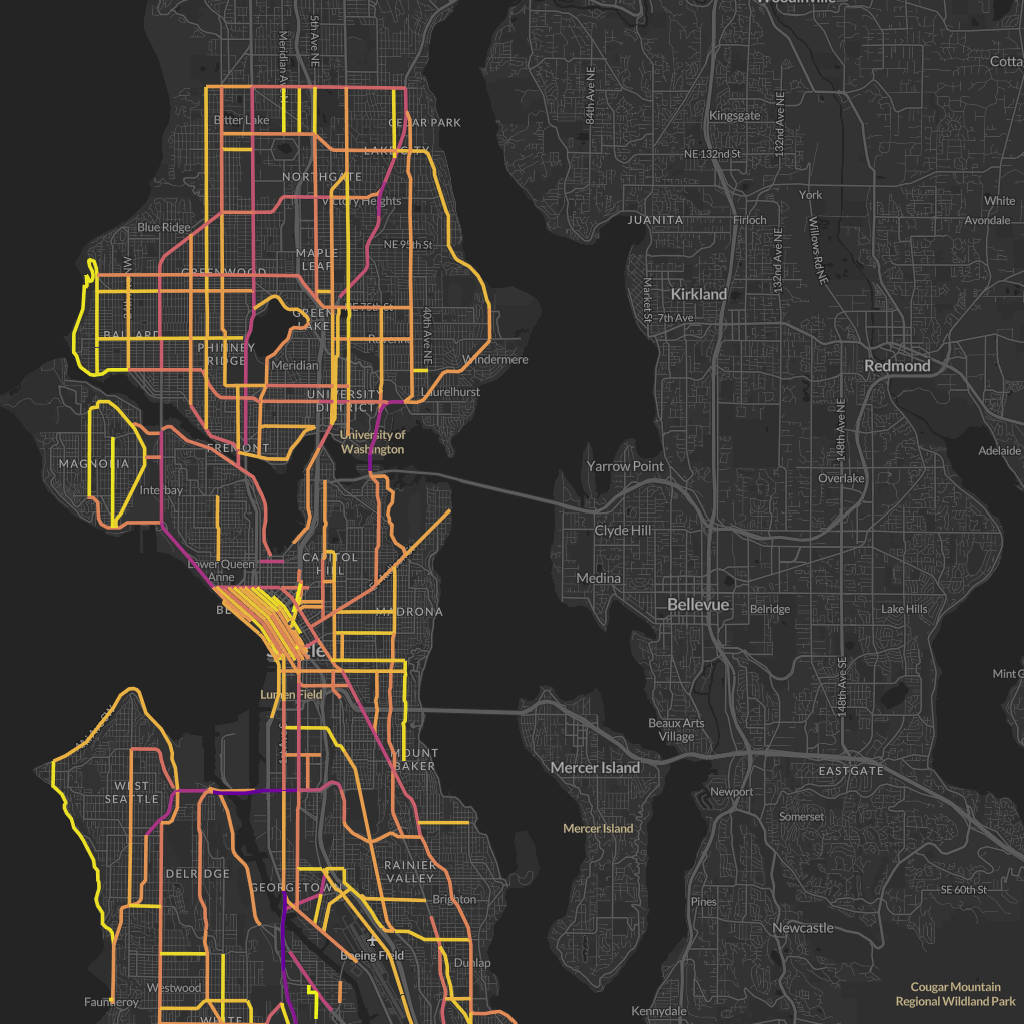 Woodinville
5th Ave NE
Meridian Av
Cotta
84th Ave NE
132nd Ave NE
Kingsgate
Bitter Lake
CEDAR PARK
NE 132nd St
LAKE CITY
NORTHGATE
Victory Heights
York
White
Avondale
JUANITA
Firloch
Blue Ridge
Willows Rd NE
NE 95th St
132nd Ave NE
MAPLE
LEAF
GREENWOOD
Market St
Kirkland
7th Ave
GREEN
LAKE
40th Ave NE
BALLARD
PHINNEY
RIDGE
Ravenna
Windermere
Meridian
Redmond
UNIVERSITY
DISTRICT
Laurelhurst
148th Ave NE
University of
Washington
FREMONT
MAGNOLIA
Interbay
Yarrow Point
Overlake
Adelaide
Clyde Hill
CAPITOL
HILL
Lower Queen
Anne
Medina
Bellevue
Belridge
Lake Hills
MADRONA
Lumen Field
148th Ave SE
Mint
Beaux Arts
Village
MOUNT
BAKER
Mercer Island
EASTGATE
WEST
SEATTLE
Newport
Somerset
Mercer Island
RAINIER
VALLEY
DELRIDGE
GEORGETOWN
Brighton
SE 60th St
Pines
Newcastle
Boeing Field
Dunlap
Westwood
Fauntleroy
Cougar Mountain
Regional Wildland Park
Kennydale
WHITE